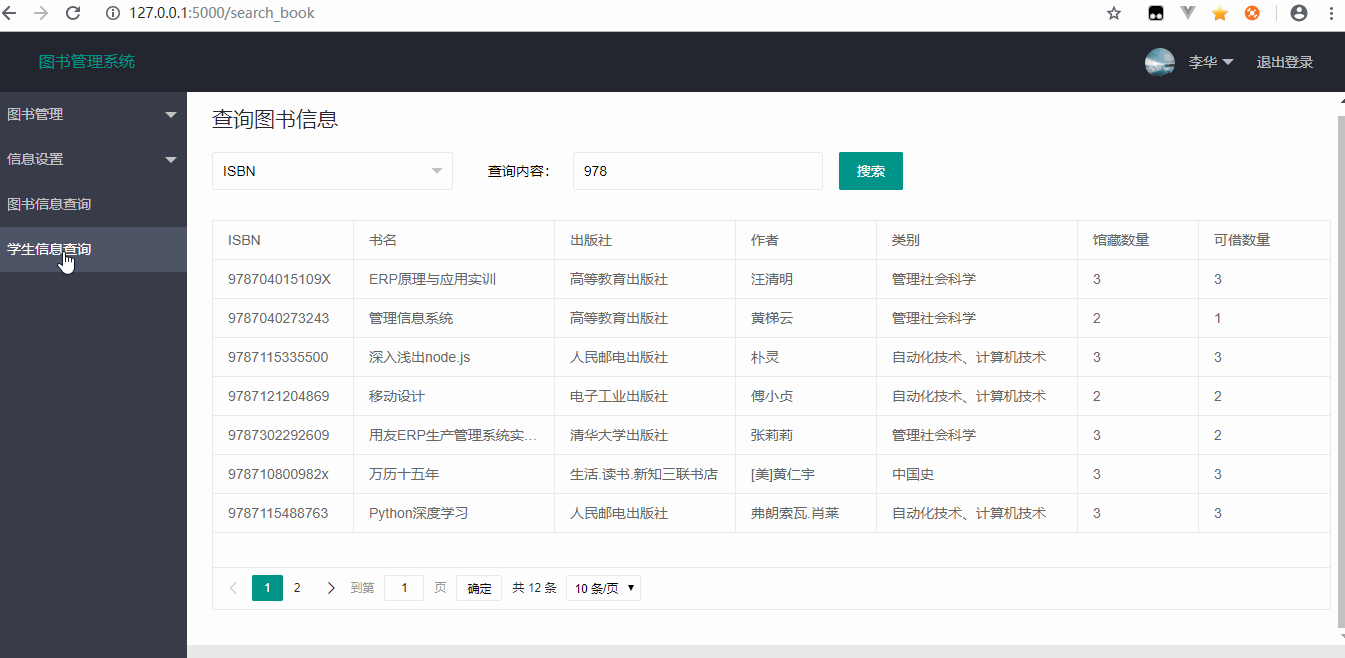 127.0.0.1:5000/search_book
图书管理系统 李华 退出登录
图书管理
信息设置
图书信息查询
学生信息查询
查询图书信息
ISBN 查询内容: 978 搜索
ISBN 书名 出版社 作者 类别 馆藏数量 可借数量
978704015109X ERP原理与应用实训 高等教育出版社 汪清明 管理社会科学 3 3
9787040273243 管理信息系统 高等教育出版社 黄梯云 管理社会科学 2 1
9787115335500 深入浅出node.js 人民邮电出版社 朴灵 自动化技术、计算机技术 3 3
9787121204869 移动设计 电子工业出版社 傅小贞 自动化技术、计算机技术 2 2
9787302292609 用友ERP生产管理系统实... 清华大学出版社 张莉莉 管理社会科学 3 2
978710800982x 万历十五年 生活.读书.新知三联书店 [美]黄仁宇 中国史 3 3
9787115488763 Python深度学习 人民邮电出版社 弗朗索瓦.肖莱 自动化技术、计算机技术 3 3
1 2 到第 1 页 确定 共 12 条 10 条/页